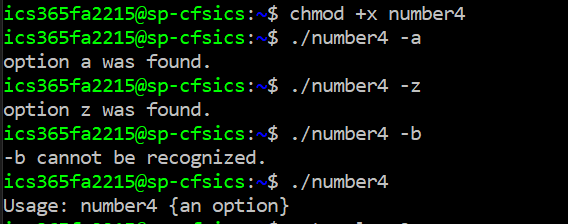 ics365fa2215@sp-cfsics:~$ chmod +x number4
ics365fa2215@sp-cfsics:~$ ./number4 -a
option a was found.
ics365fa2215@sp-cfsics:~$ ./number4 -z
option z was found.
ics365fa2215@sp-cfsics:~$ ./number4 -b
-b cannot be recognized.
ics365fa2215@sp-cfsics:~$ ./number4
Usage: number4 {an option}